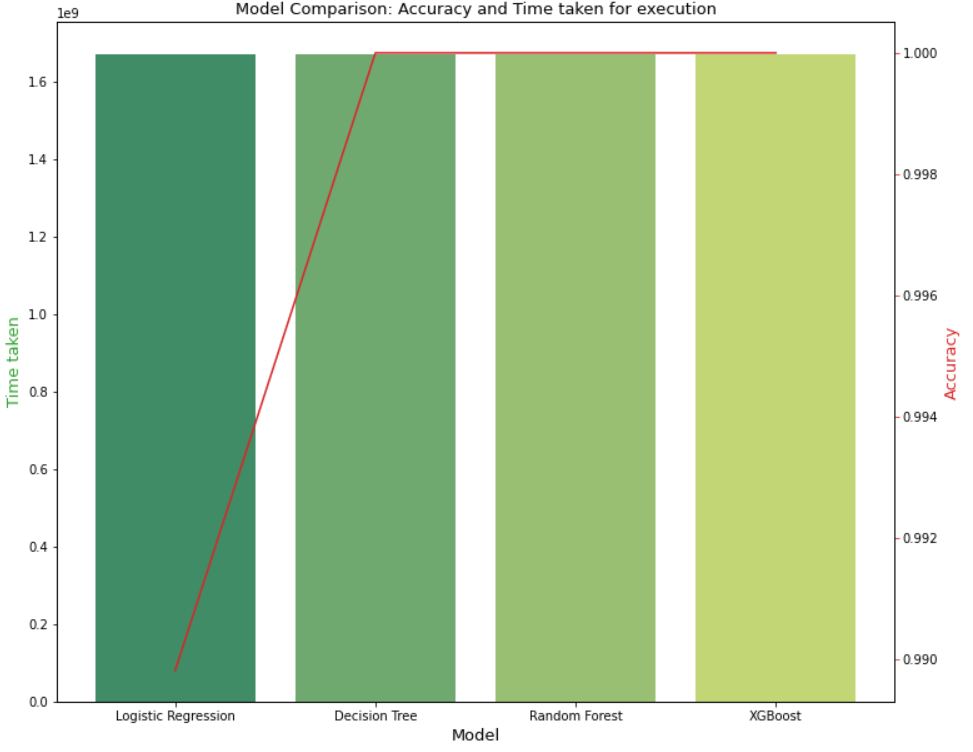 Model Comparison: Accuracy and Time taken for execution
1e9
1.6
1.4
1.2
1.0
0.8
0.6
0.4
0.2
0.0
Time taken
1.000
0.998
0.996
0.994
0.992
0.990
Accuracy
Logistic Regression Decision Tree Random Forest XGBoost
Model